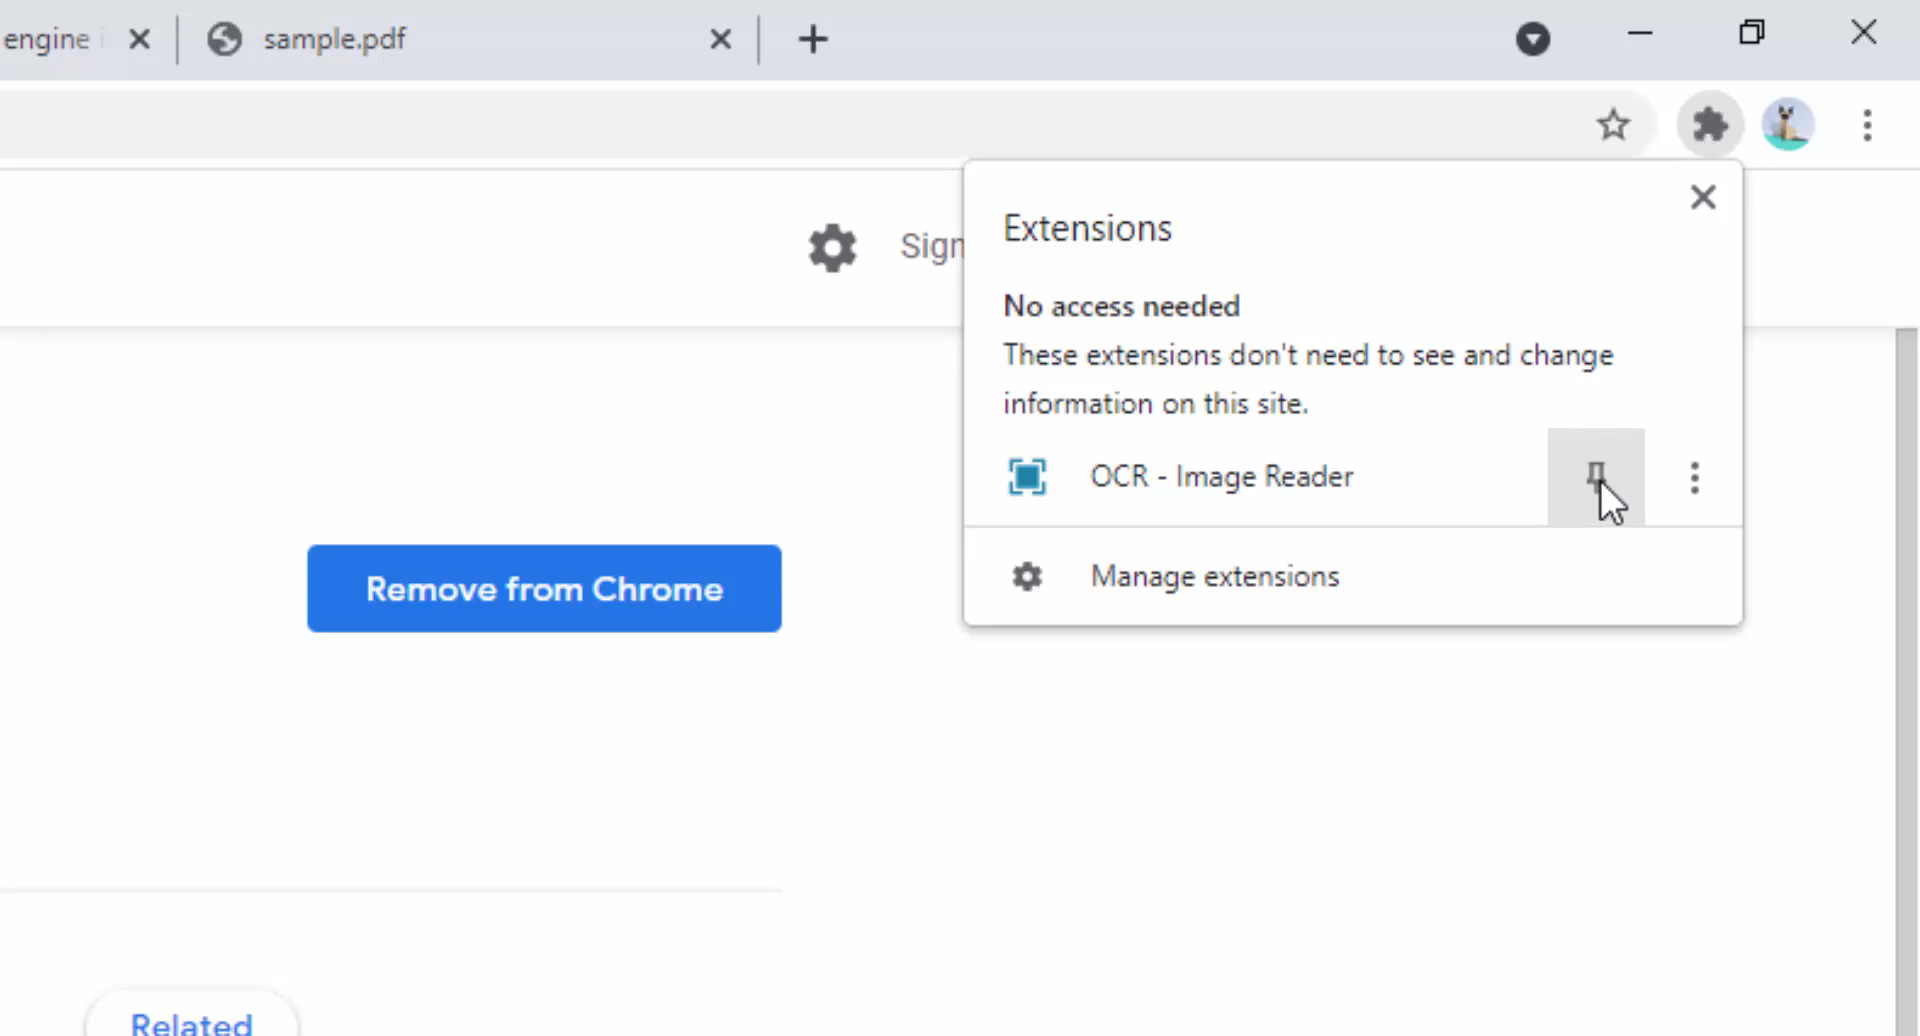 engine
sample.pdf
Sign
Extensions
No access needed
These extensions don't need to see and change
information on this site.
OCR - Image Reader
Manage extensions
Remove from Chrome
Related